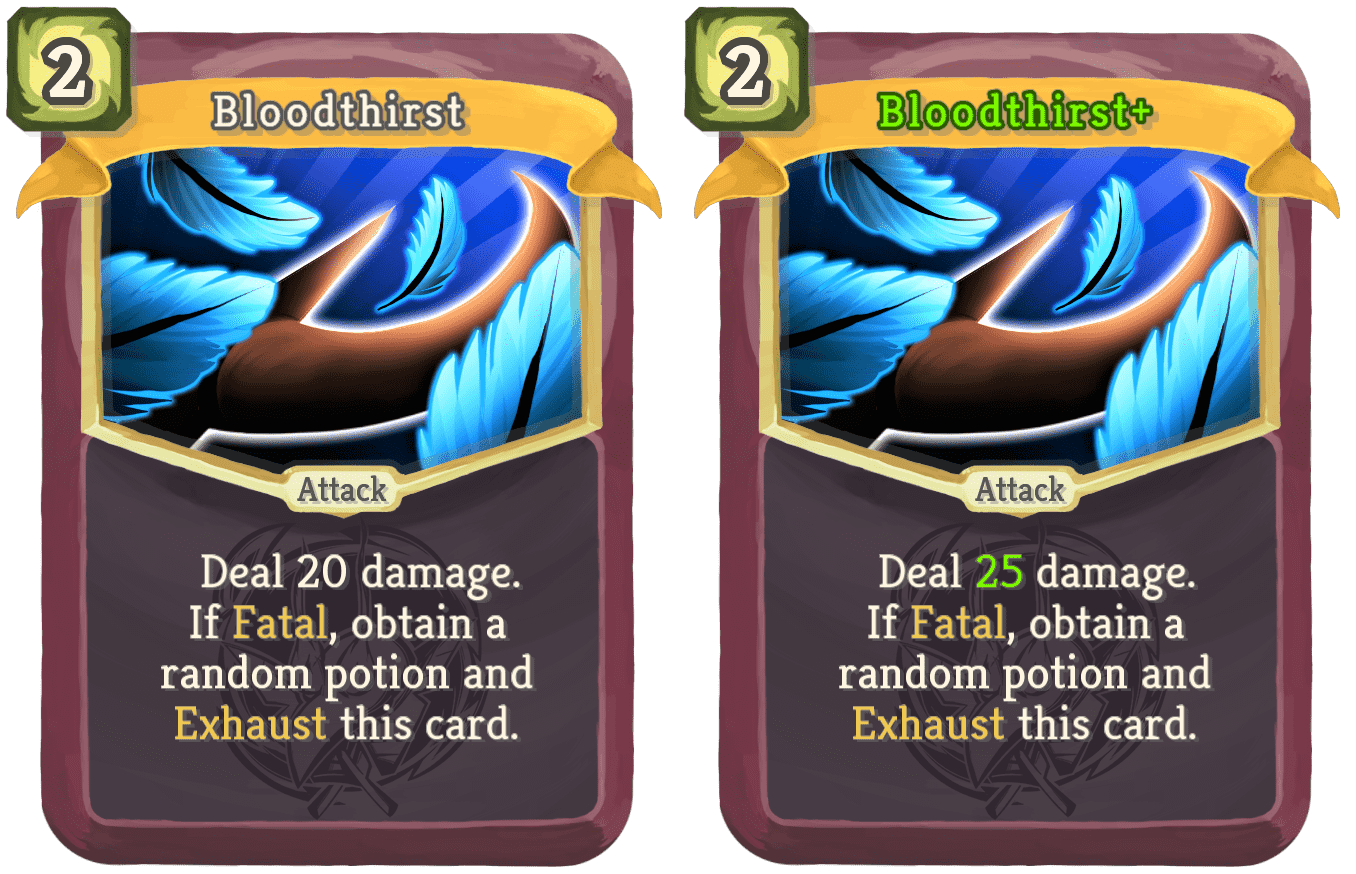 2
Bloodthirst
Attack
Deal 20 damage.
If Fatal, obtain a
random potion and
Exhaust this card.
2
Bloodthirst+
Attack
Deal 25 damage.
If Fatal, obtain a
random potion and
Exhaust this card.